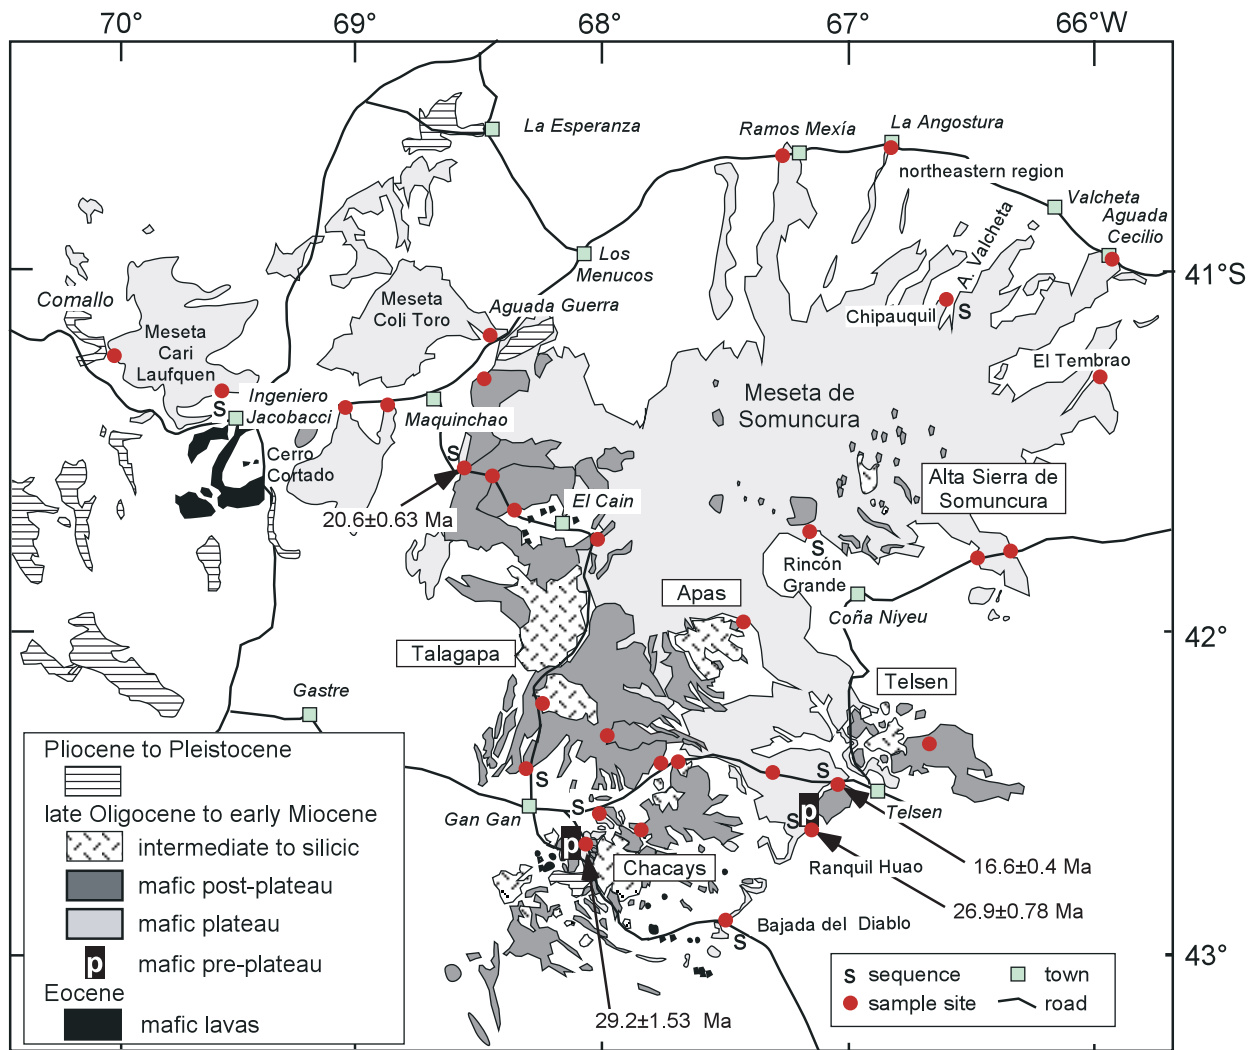 70°
69°
68°
67°
66°W
La Esperanza
Ramos Mexía
La Angostura
northeastern region
Valcheta
Aguada
Cecilio
A. Valcheta
Los
Menucos
41°S
Comallo
Meseta
Coli Toro
Aguada Guerra
Chipauquil
S
Meseta
Cari
Laufquen
El Tembrao
S
Ingeniero
Jacobacci
Maquinchao
Meseta de
Somuncura
Cerro
Cortado
S
Alta Sierra de
Somuncura
20.6±0.63 Ma
El Cain
S
Rincón
Grande
Apas
Coña Niyeu
42°
Talagapa
Telsen
Gastre
S
S
S
Gan Gan
Telsen
p
S
p
Ranquil Huao
Chacays
16.6±0.4 Ma
26.9±0.78 Ma
Bajada del Diablo
S
43°
29.2±1.53 Ma
Pliocene to Pleistocene
late Oligocene to early Miocene
intermediate to silicic
mafic post-plateau
mafic plateau
p mafic pre-plateau
Eocene
mafic lavas
S sequence
town
sample site
road